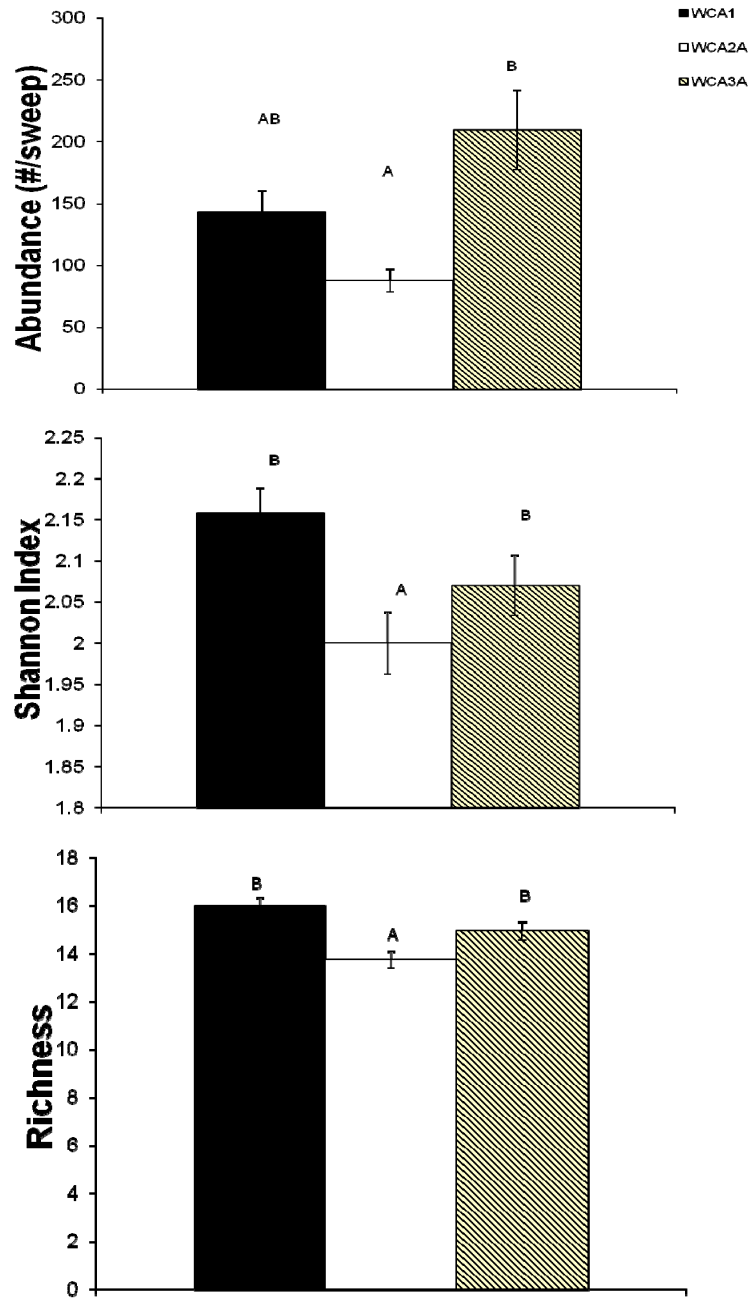 WCA1
WCA2A
WCA3A
Abundance (#/sweep)
300
250
200
150
100
50
0
AB
A
B
Shannon Index
2.25
2.2
2.15
2.1
2.05
2
1.95
1.9
1.85
1.8
B
A
B
Richness
18
16
14
12
10
8
6
4
2
0
B
A
B